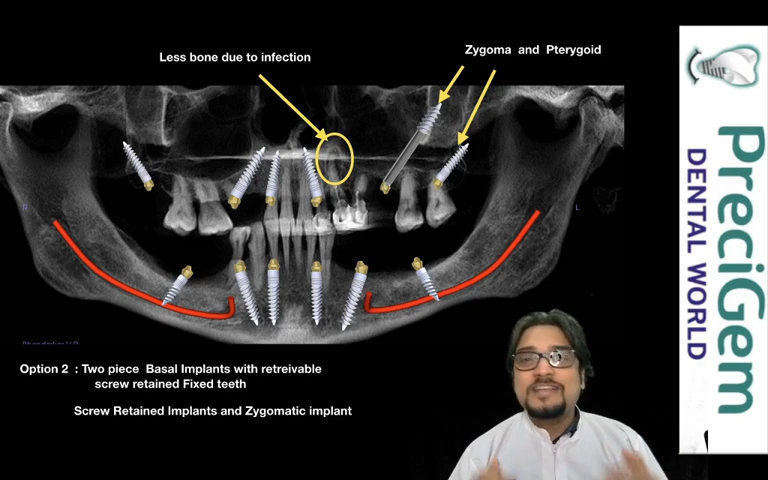 Less bone due to infection
Zygoma and Pterygoid
R
L
Option 2 : Two piece Basal Implants with retreivable
screw retained Fixed teeth
Screw Retained Implants and Zygomatic implant
PreciGem
DENTAL WORLD